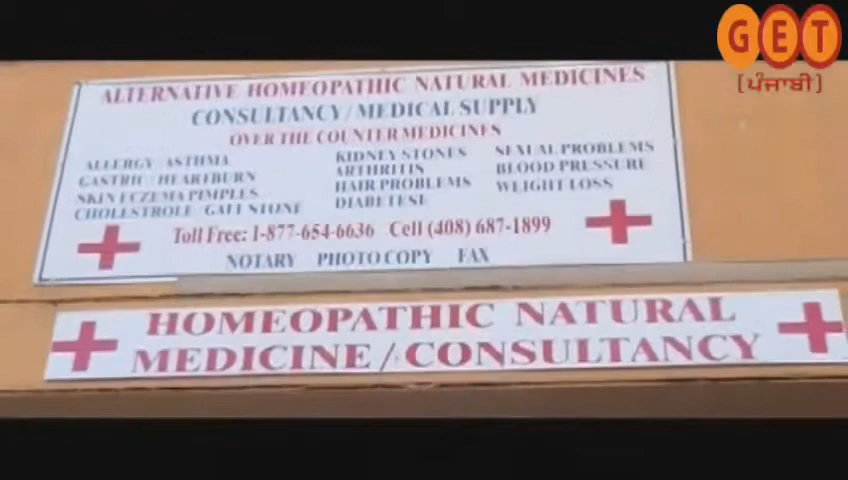 GET
[ਪੰਜਾਬੀ]
ALTERNATIVE HOMEOPATHIC NATURAL MEDICINES
CONSULTANCY / MEDICAL SUPPLY
OVER THE COUNTER MEDICINES
ALLERGY ASTHMA
GASTRIC HEARTBURN
SKIN ECZEMA PIMPLES
CHOLESTROLE GALL STONE
KIDNEY STONES
ARTHRITIS
HAIR PROBLEMS
DIABETESE
SEXUAL PROBLEMS
BLOOD PRESSURE
WEIGHT LOSS
Toll Free: 1-877-654-6636 Cell (408) 687-1899
NOTARY PHOTO COPY FAX
HOMEOPATHIC NATURAL
MEDICINE / CONSULTANCY